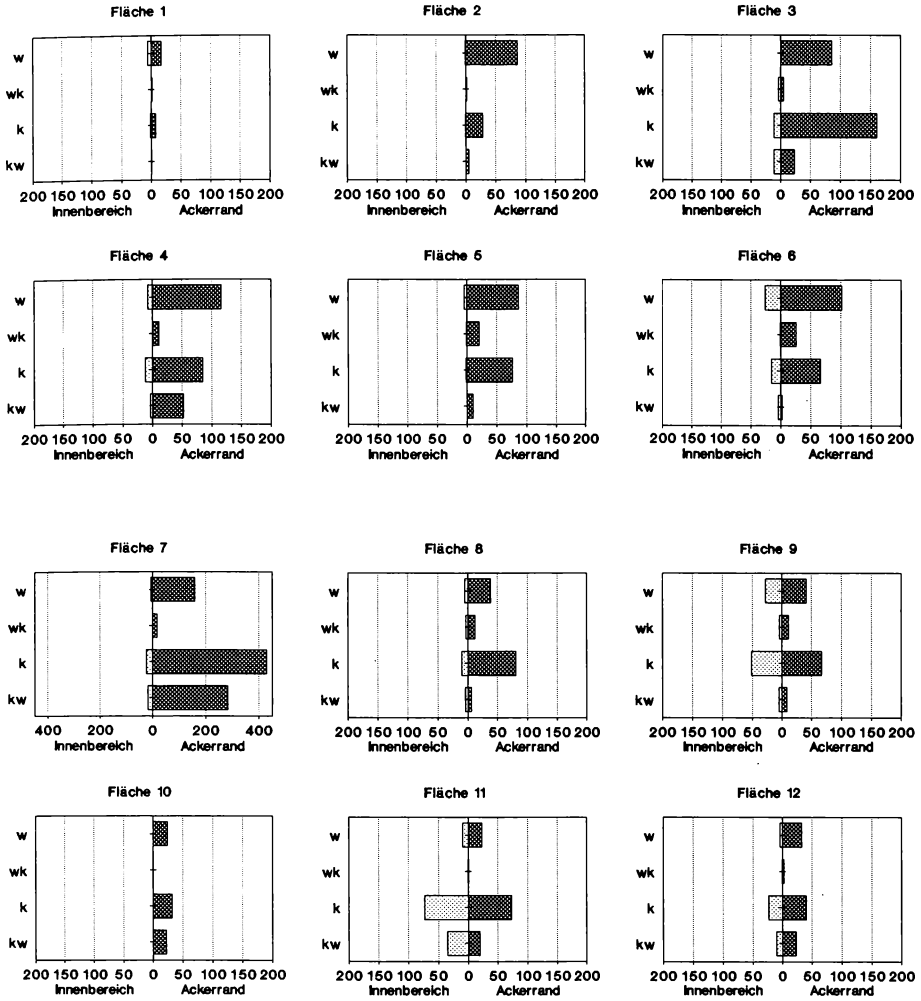 Fläche 1
w
wk
k
kw
200 150 100 50 0 50 100 150 200
Innenbereich Ackerrand
Fläche 2
w
wk
k
kw
200 150 100 50 0 50 100 150 200
Innenbereich Ackerrand
Fläche 3
w
wk
k
kw
200 150 100 50 0 50 100 150 200
Innenbereich Ackerrand
Fläche 4
w
wk
k
kw
200 150 100 50 0 50 100 150 200
Innenbereich Ackerrand
Fläche 5
w
wk
k
kw
200 150 100 50 0 50 100 150 200
Innenbereich Ackerrand
Fläche 6
w
wk
k
kw
200 150 100 50 0 50 100 150 200
Innenbereich Ackerrand
Fläche 7
w
wk
k
kw
400 200 0 200 400
Innenbereich Ackerrand
Fläche 8
w
wk
k
kw
200 150 100 50 0 50 100 150 200
Innenbereich Ackerrand
Fläche 9
w
wk
k
kw
200 150 100 50 0 50 100 150 200
Innenbereich Ackerrand
Fläche 10
w
wk
k
kw
200 150 100 50 0 50 100 150 200
Innenbereich Ackerrand
Fläche 11
w
wk
k
kw
200 150 100 50 0 50 100 150 200
Innenbereich Ackerrand
Fläche 12
w
wk
k
kw
200 150 100 50 0 50 100 150 200
Innenbereich Ackerrand